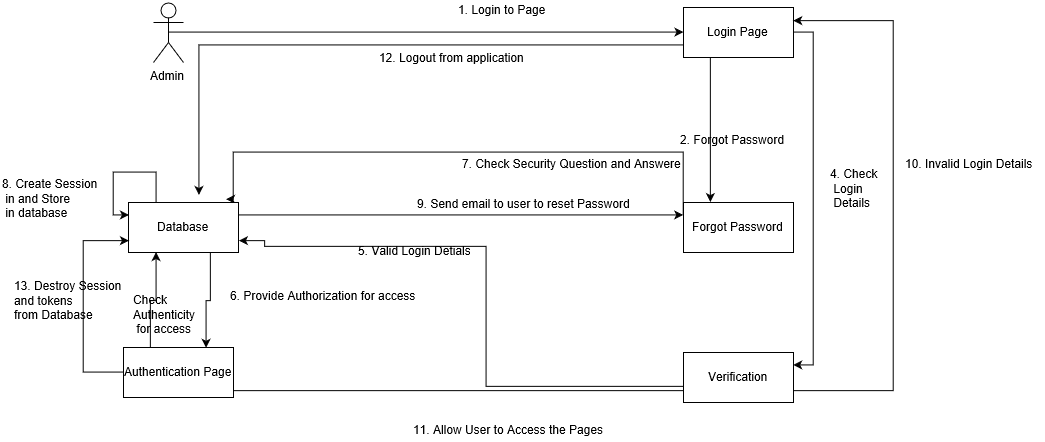 1. Login to Page
Login Page
Admin
12. Logout from application
2. Forgot Password
7. Check Security Question and Answere
10. Invalid Login Details
4. Check
Login
Details
8. Create Session
in and Store
in database
9. Send email to user to reset Password
Database
Forgot Password
5. Valid Login Detials
13. Destroy Session
and tokens
from Database
Check
Authenticity
for access
6. Provide Authorization for access
Authentication Page
Verification
11. Allow User to Access the Pages